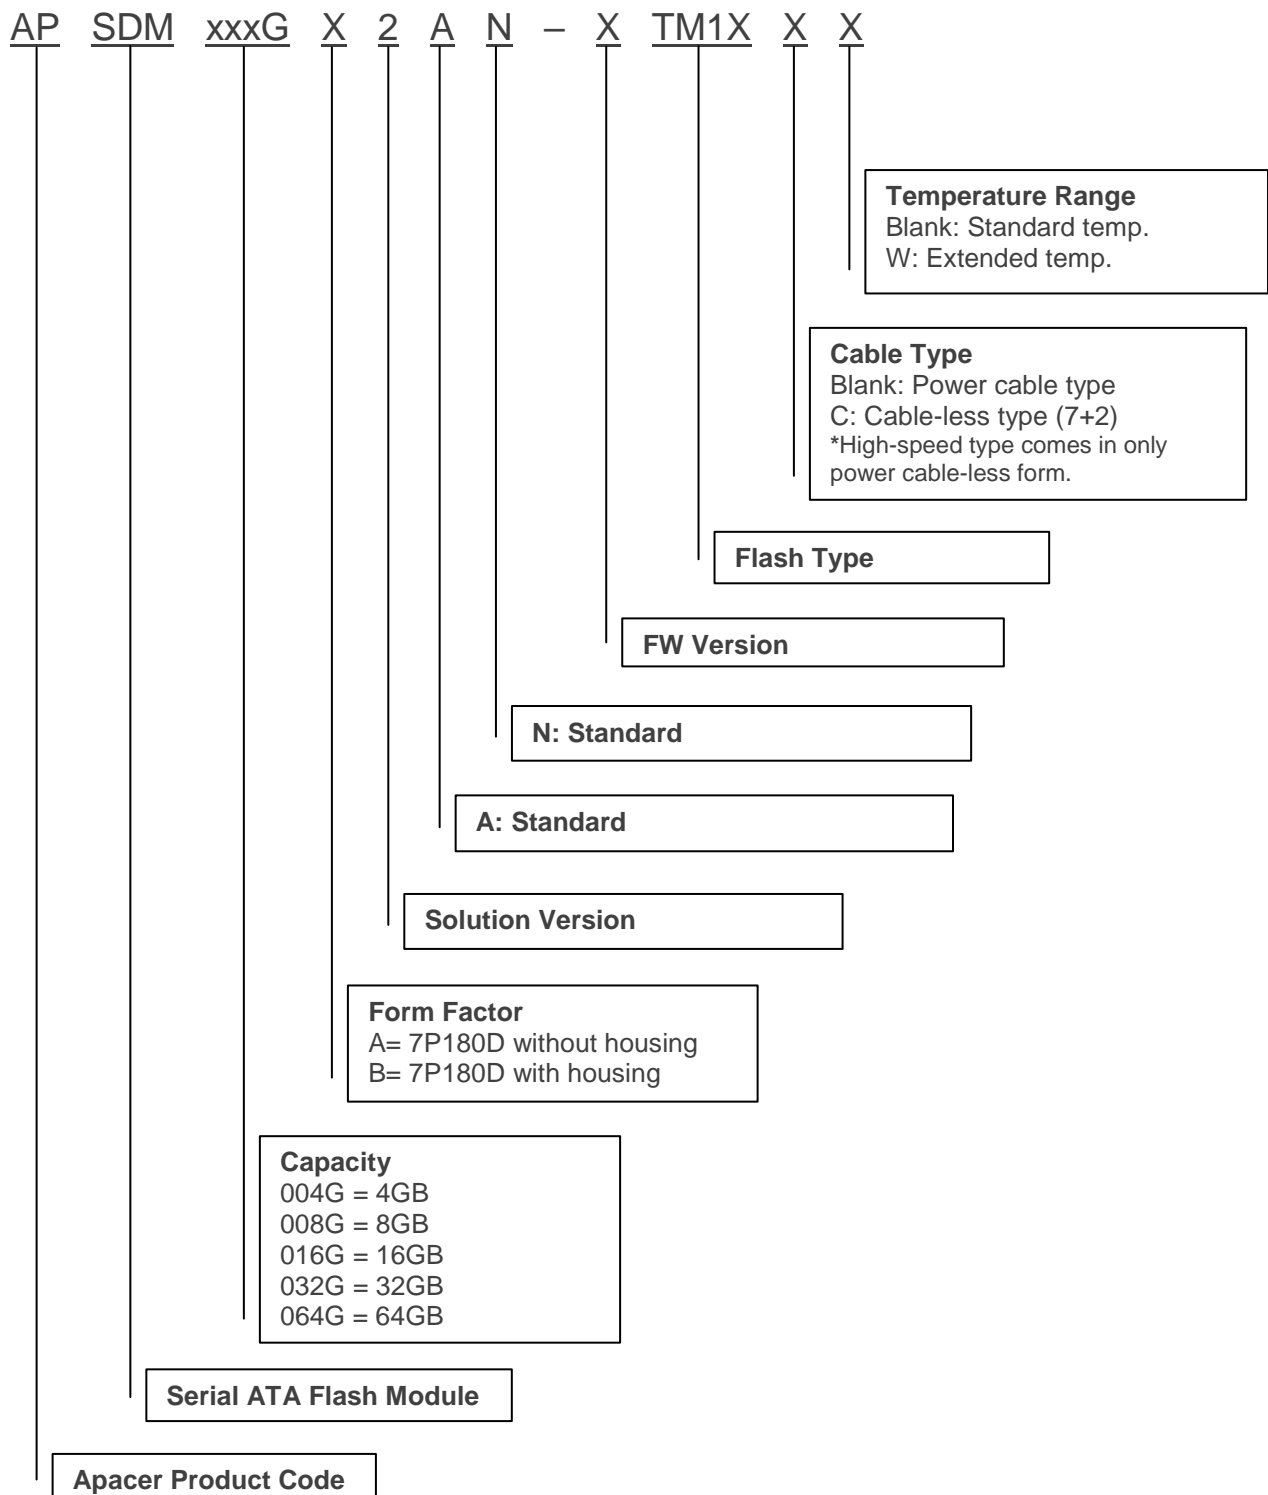 AP SDM xxxG X 2 A N – X TM1X X X
Temperature Range
Blank: Standard temp.
W: Extended temp.
Cable Type
Blank: Power cable type
C: Cable-less type (7+2)
*High-speed type comes in only
power cable-less form.
Flash Type
FW Version
N: Standard
A: Standard
Solution Version
Form Factor
A= 7P180D without housing
B= 7P180D with housing
Capacity
004G = 4GB
008G = 8GB
016G = 16GB
032G = 32GB
064G = 64GB
Serial ATA Flash Module
Apacer Product Code